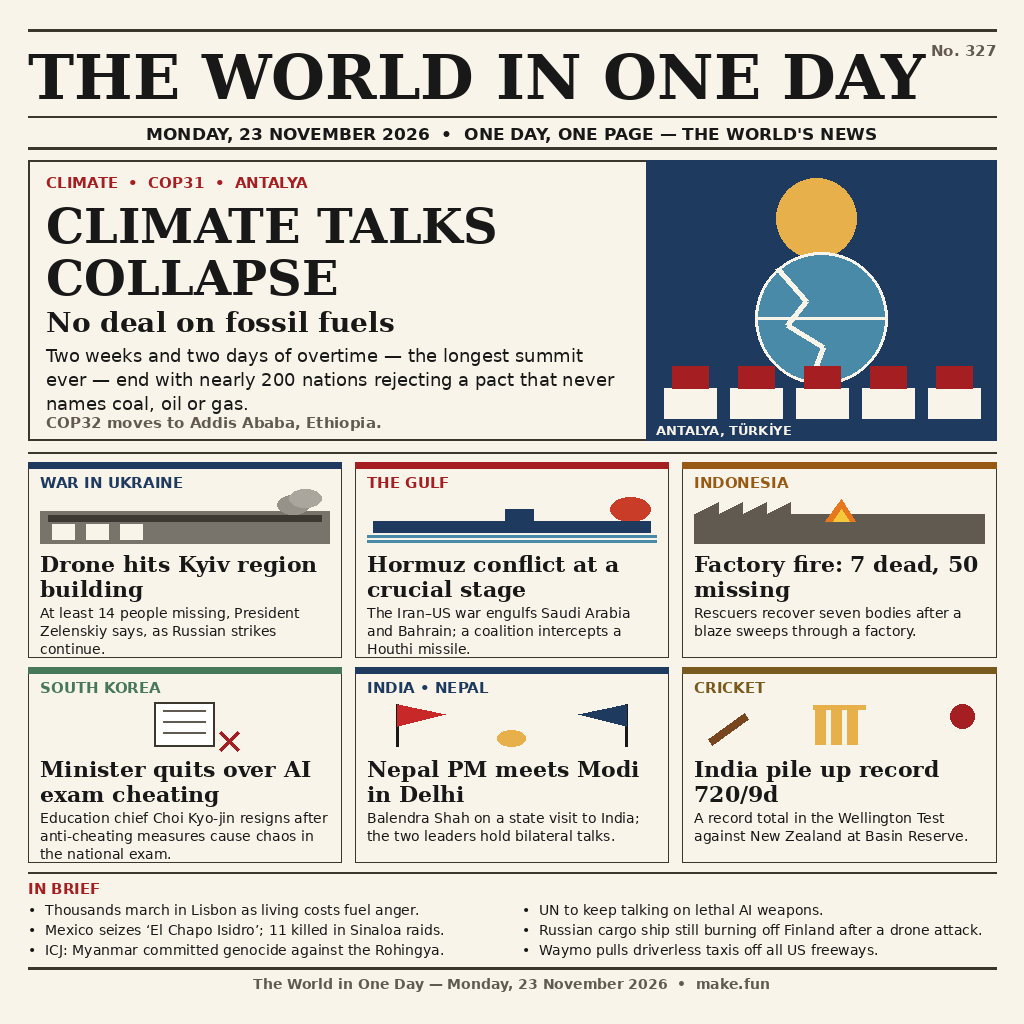 THE WORLD IN ONE DAY
No. 327
MONDAY, 23 NOVEMBER 2026 • ONE DAY, ONE PAGE — THE WORLD'S NEWS
CLIMATE • COP31 • ANTALYA
CLIMATE TALKS
COLLAPSE
No deal on fossil fuels
Two weeks and two days of overtime — the longest summit
ever — end with nearly 200 nations rejecting a pact that never
names coal, oil or gas.
COP32 moves to Addis Ababa, Ethiopia.
ANTALYA, TÜRKİYE
WAR IN UKRAINE
Drone hits Kyiv region
building
At least 14 people missing, President
Zelenskiy says, as Russian strikes
continue.
THE GULF
Hormuz conflict at a
crucial stage
The Iran–US war engulfs Saudi Arabia
and Bahrain; a coalition intercepts a
Houthi missile.
INDONESIA
Factory fire: 7 dead, 50
missing
Rescuers recover seven bodies after a
blaze sweeps through a factory.
SOUTH KOREA
Minister quits over AI
exam cheating
Education chief Choi Kyo-jin resigns after
anti-cheating measures cause chaos in
the national exam.
INDIA • NEPAL
Nepal PM meets Modi
in Delhi
Balendra Shah on a state visit to India;
the two leaders hold bilateral talks.
CRICKET
India pile up record
720/9d
A record total in the Wellington Test
against New Zealand at Basin Reserve.
IN BRIEF
• Thousands march in Lisbon as living costs fuel anger.
• Mexico seizes ‘El Chapo Isidro’; 11 killed in Sinaloa raids.
• ICJ: Myanmar committed genocide against the Rohingya.
• UN to keep talking on lethal AI weapons.
• Russian cargo ship still burning off Finland after a drone attack.
• Waymo pulls driverless taxis off all US freeways.
The World in One Day — Monday, 23 November 2026 • make.fun